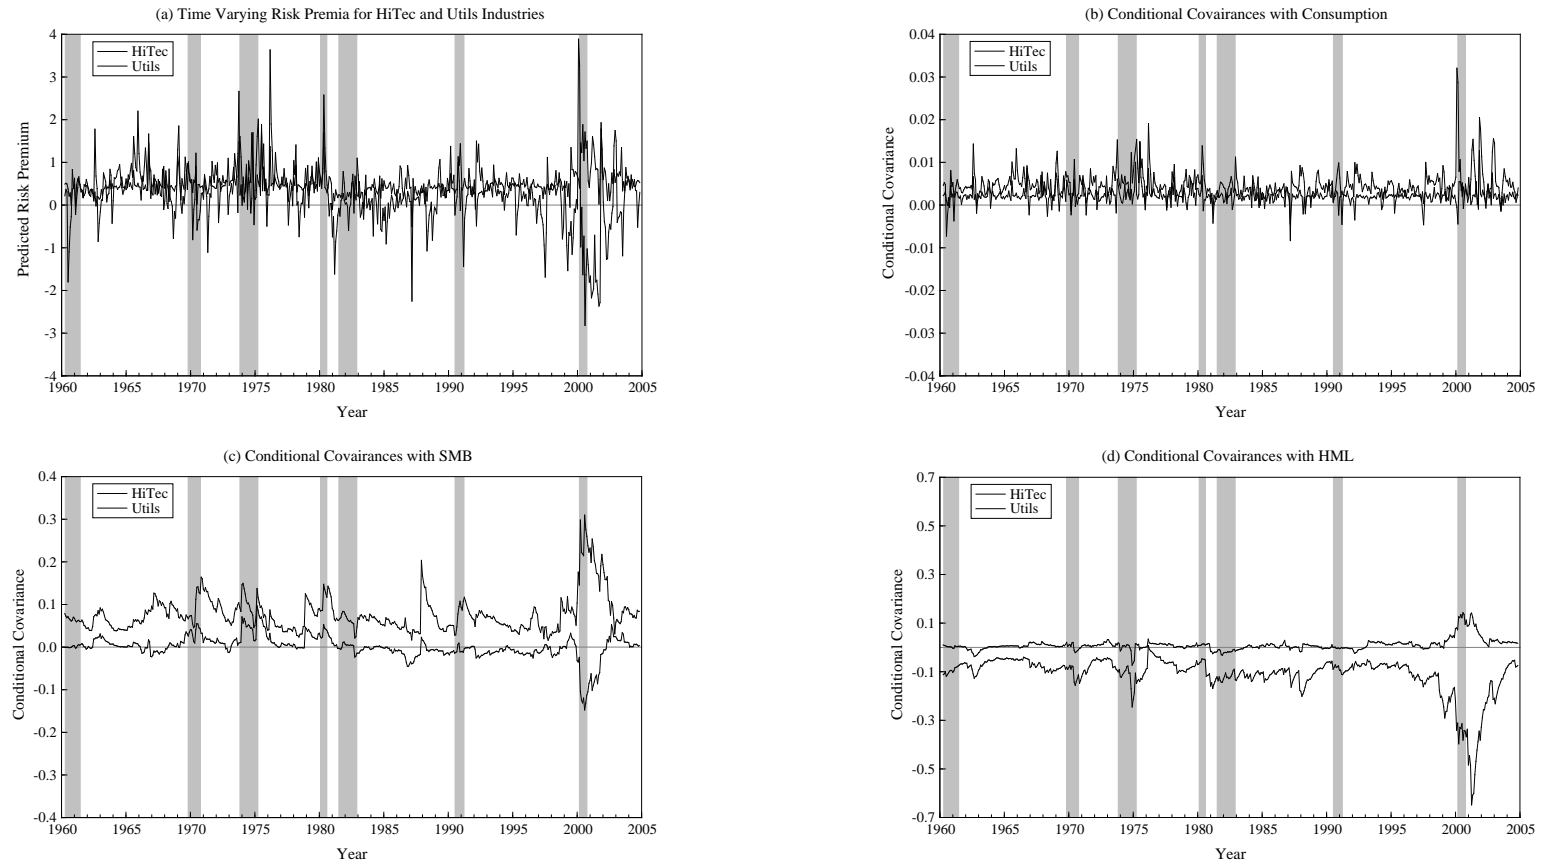 (a) Time Varying Risk Premia for HiTec and Utils Industries
HiTec
Utils
Predicted Risk Premium
4
3
2
1
0
-1
-2
-3
-4
1960 1965 1970 1975 1980 1985 1990 1995 2000 2005
Year
(b) Conditional Covairances with Consumption
HiTec
Utils
Conditional Covariance
0.04
0.03
0.02
0.01
0.00
-0.01
-0.02
-0.03
-0.04
1960 1965 1970 1975 1980 1985 1990 1995 2000 2005
Year
(c) Conditional Covairances with SMB
HiTec
Utils
Conditional Covariance
0.4
0.3
0.2
0.1
0.0
-0.1
-0.2
-0.3
-0.4
1960 1965 1970 1975 1980 1985 1990 1995 2000 2005
Year
(d) Conditional Covairances with HML
HiTec
Utils
Conditional Covariance
0.7
0.5
0.3
0.1
-0.1
-0.3
-0.5
-0.7
1960 1965 1970 1975 1980 1985 1990 1995 2000 2005
Year